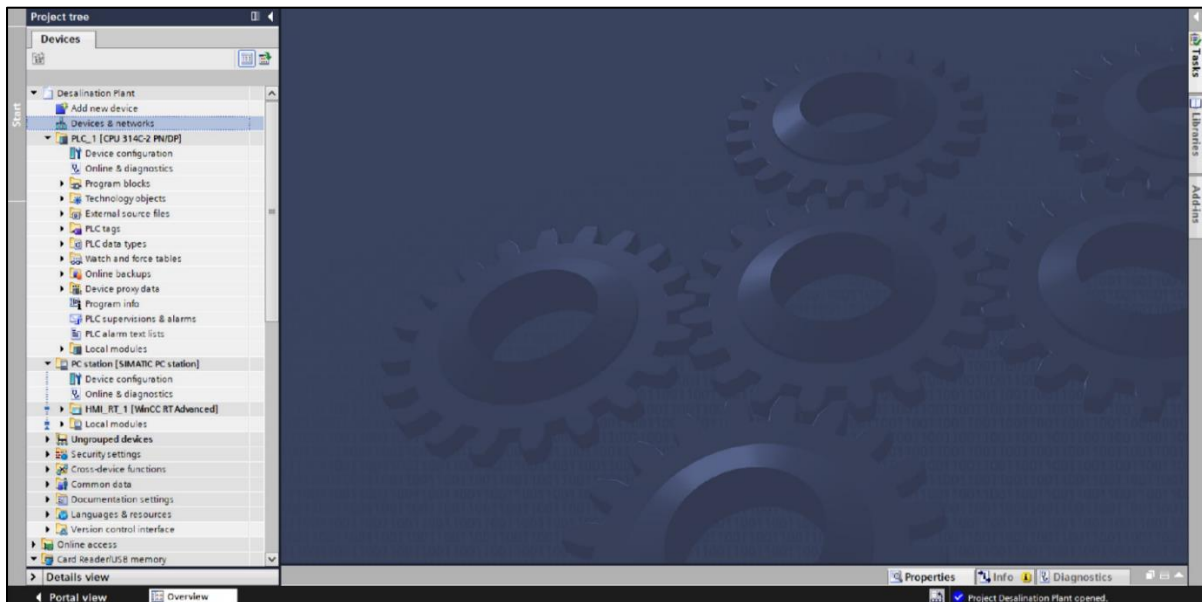 Project tree
Devices
Start
Desalination Plant
Add new device
Devices & networks
PLC_1 [CPU 314C-2 PN/DP]
Device configuration
Online & diagnostics
Program blocks
Technology objects
External source files
PLC tags
PLC data types
Watch and force tables
Online backups
Device proxy data
Program info
PLC supervisions & alarms
PLC alarm text lists
Local modules
PC station [SIMATIC PC station]
Device configuration
Online & diagnostics
HMI_RT_1 [WinCC RT Advanced]
Local modules
Ungrouped devices
Security settings
Cross-device functions
Common data
Documentation settings
Languages & resources
Version control interface
Online access
Card Reader/USB memory
Details view
Tasks
Libraries
Add-ins
Properties
Info
Diagnostics
Portal view
Overview
Project Desalination Plant opened.